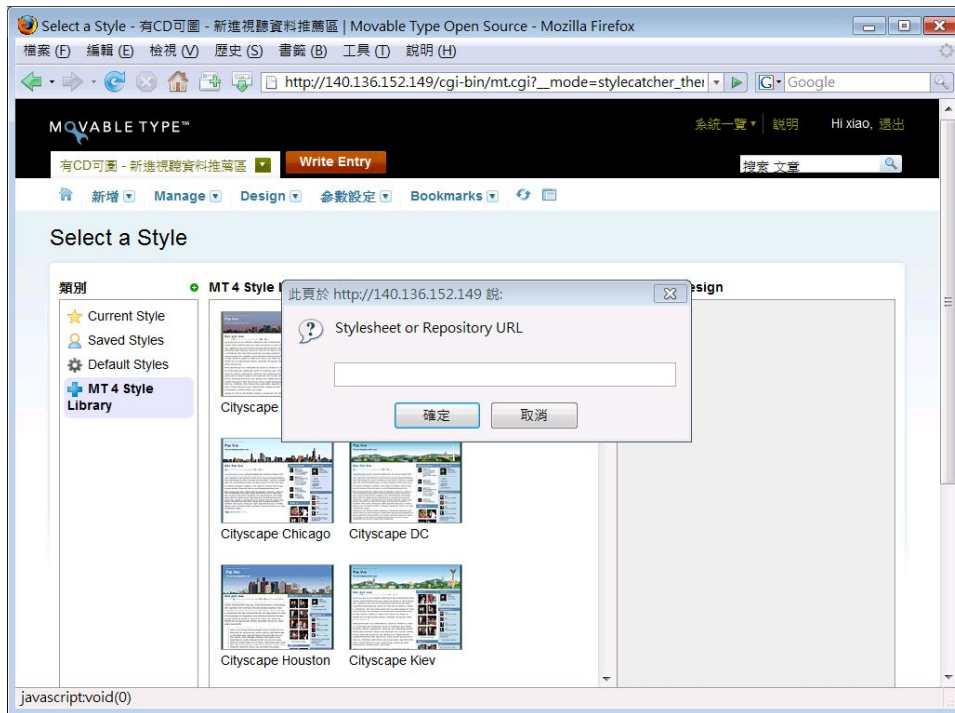 Select a Style - 有CD可圖 - 新進視聽資料推薦區 | Movable Type Open Source - Mozilla Firefox
檔案(F) 編輯(E) 檢視(V) 歷史(S) 書籤(B) 工具(T) 說明(H)
http://140.136.152.149/cgi-bin/mt.cgi?__mode=stylecatcher_the
G Google
MOVABLE TYPE™
系統一覽 說明 Hi xiao, 退出
有CD可圖 - 新進視聽資料推薦區 Write Entry 搜索 文章
新增 Manage Design 參數設定 Bookmarks
Select a Style
類別
Current Style
Saved Styles
Default Styles
MT 4 Style
Library
MT 4 Style
esign
此頁於 http://140.136.152.149 說:
Stylesheet or Repository URL
確定 取消
Cityscape
Cityscape Chicago Cityscape DC
Cityscape Houston Cityscape Kiev
javascript:void(0)